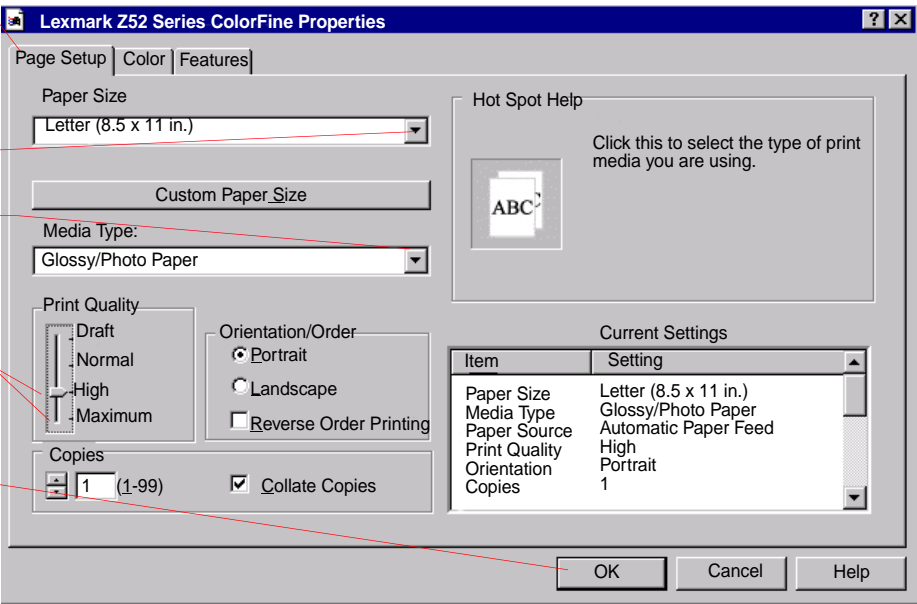 Lexmark Z52 Series ColorFine Properties
Page Setup
Color
Features
Paper Size
Letter (8.5 x 11 in.)
Custom Paper Size
Media Type:
Glossy/Photo Paper
Print Quality
Draft
Normal
High
Maximum
Orientation/Order
Portrait
Landscape
Reverse Order Printing
Copies
1 (1-99)
Collate Copies
Hot Spot Help
ABC
Click this to select the type of print
media you are using.
Current Settings
Item Setting
Paper Size Letter (8.5 x 11 in.)
Media Type Glossy/Photo Paper
Paper Source Automatic Paper Feed
Print Quality High
Orientation Portrait
Copies 1
OK Cancel Help